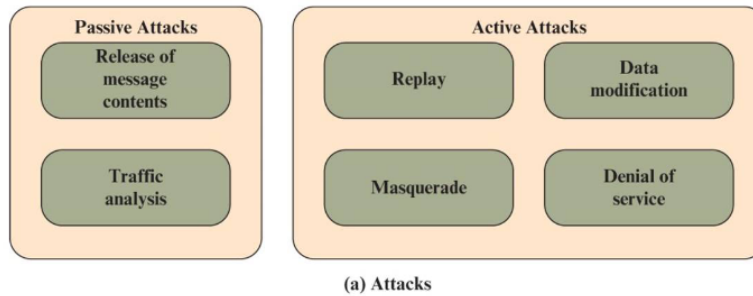 Passive Attacks
Release of
message
contents
Traffic
analysis
Active Attacks
Replay
Data
modification
Masquerade
Denial of
service
(a) Attacks